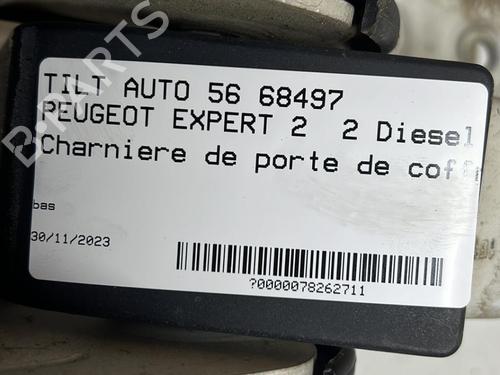 TILT AUTO 56 68497
PEUGEOT EXPERT 2 2 Diesel
Charniere de porte de coff
bas
30/11/2023
?0000078262711
B-PARTS